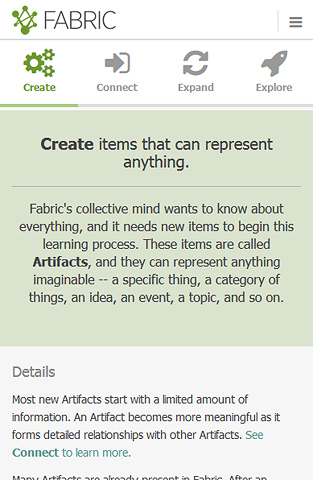 FABRIC
Create Connect Expand Explore
Create items that can represent
anything.
Fabric's collective mind wants to know about
everything, and it needs new items to begin this
learning process. These items are called
Artifacts, and they can represent anything
imaginable -- a specific thing, a category of
things, an idea, an event, a topic, and so on.
Details
Most new Artifacts start with a limited amount of
information. An Artifact becomes more meaningful as it
forms detailed relationships with other Artifacts. See
Connect to learn more.
Many Artifacts are already present in Fabric. After an